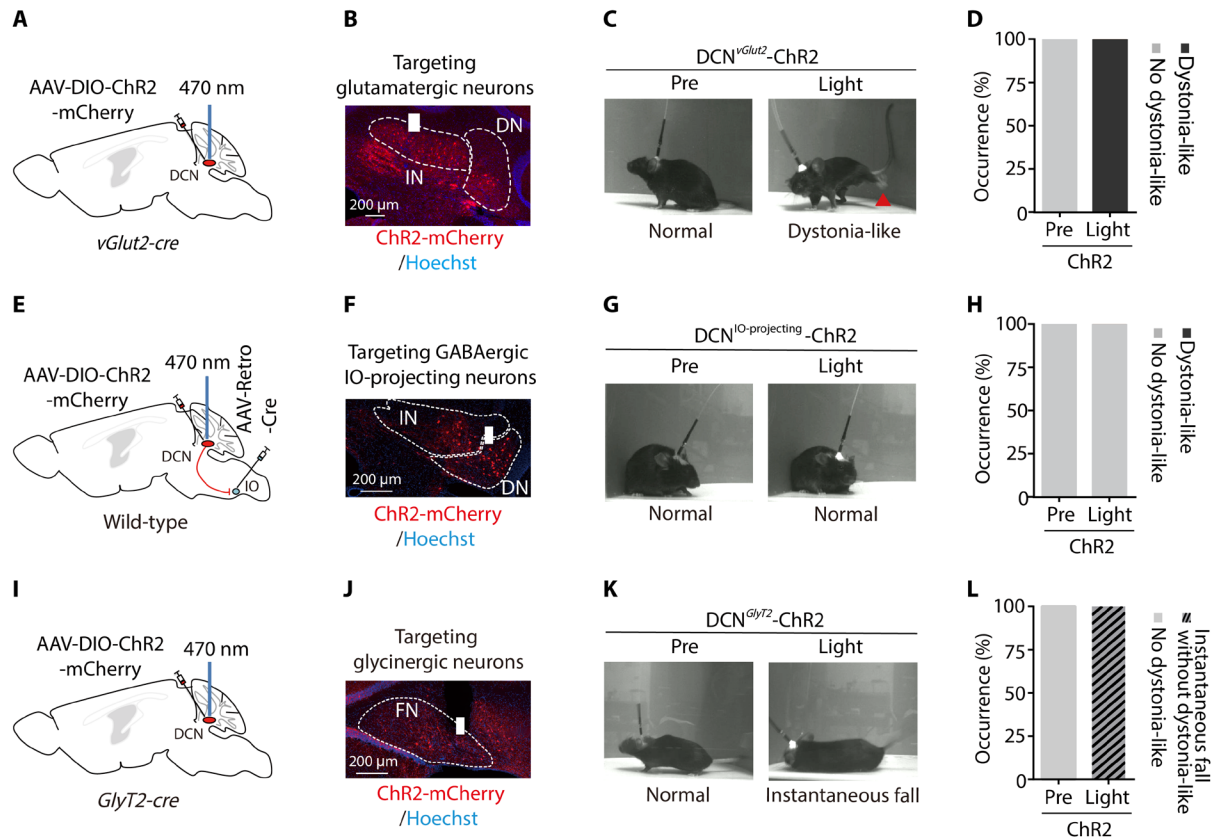 A
AAV-DIO-ChR2
-mCherry
470 nm
DCN
vGlut2-cre
B
Targeting
glutamatergic neurons
DN
IN
200 µm
ChR2-mCherry
/Hoechst
C
DCNvGlut2-ChR2
Pre
Light
Normal
Dystonia-like
D
Occurrence (%)
100
75
50
25
0
Pre
Light
ChR2
Dystonia-like
No dystonia-like
E
AAV-DIO-ChR2
-mCherry
470 nm
AAV-Retro
-Cre
DCN
IO
Wild-type
F
Targeting GABAergic
IO-projecting neurons
IN
DN
200 µm
ChR2-mCherry
/Hoechst
G
DCNIO-projecting-ChR2
Pre
Light
Normal
Normal
H
Occurrence (%)
100
75
50
25
0
Pre
Light
ChR2
Dystonia-like
No dystonia-like
I
AAV-DIO-ChR2
-mCherry
470 nm
DCN
GlyT2-cre
J
Targeting
glycinergic neurons
FN
200 µm
ChR2-mCherry
/Hoechst
K
DCNGlyT2-ChR2
Pre
Light
Normal
Instantaneous fall
L
Occurrence (%)
100
75
50
25
0
Pre
Light
ChR2
Instantaneous fall
without dystonia-like
No dystonia-like